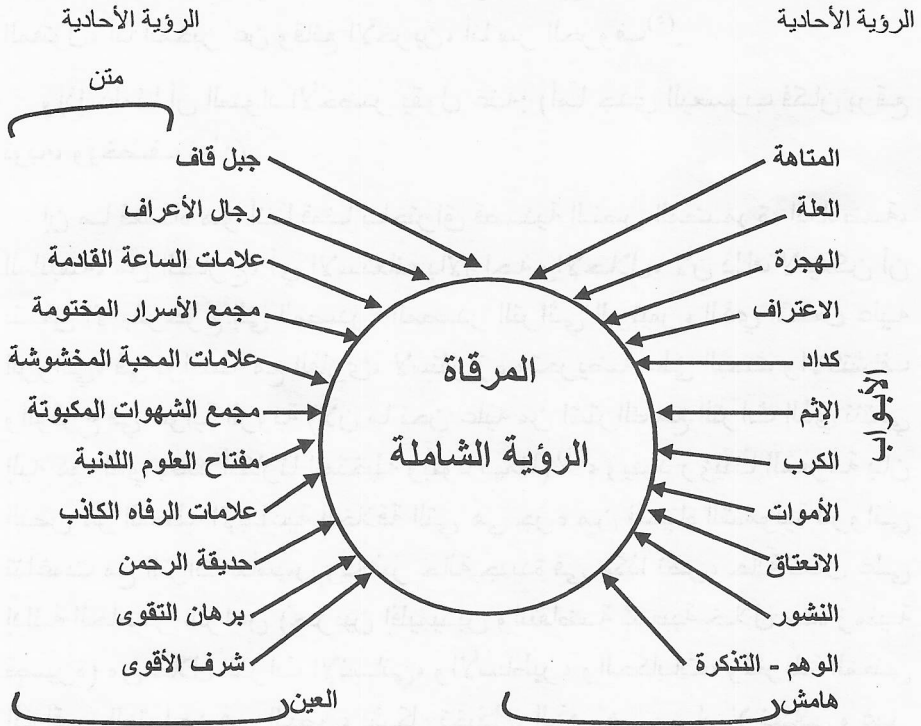 الرؤية الأحادية
الرؤية الأحادية
متن
المتاهة
العلة
الهجرة
الاعتراف
كداد
الإثم
الكرب
الأموات
الانعتاق
النشور
الوهم - التذكرة
هامش
الأبواب
المرقاة
الرؤية الشاملة
جبل قاف
رجال الأعراف
علامات الساعة القادمة
مجمع الأسرار المختومة
علامات المحبة المخشوشة
مجمع الشهوات المكبوتة
مفتاح العلوم اللدنية
علامات الرفاه الكاذب
حديقة الرحمن
برهان التقوى
شرف الأقوى
العين